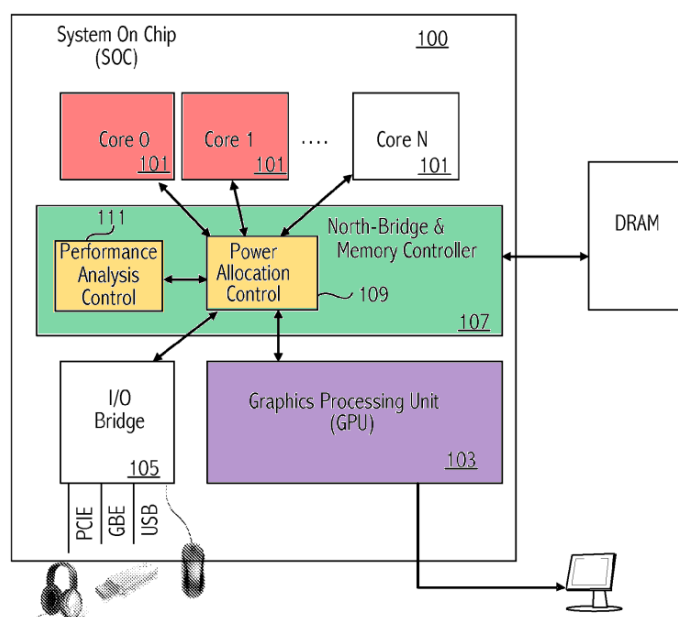 System On Chip
(SOC)
100
Core 0
101
Core 1
101
....
Core N
101
DRAM
111
Performance
Analysis
Control
Power
Allocation
Control
North-Bridge &
Memory Controller
109
107
I/O
Bridge
105
Graphics Processing Unit
(GPU)
103
PCIE
GBE
USB